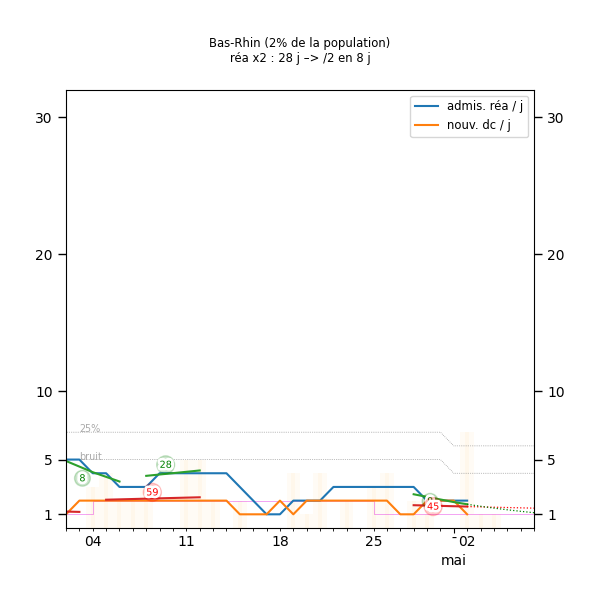 Bas-Rhin (2% de la population)
réa x2 : 28 j –> /2 en 8 j
admis. réa / j
nouv. dc / j
30 30
20 20
10 10
25%
bruit
5 5
28
8
59
45
1 1
04 11 18 25 02
mai